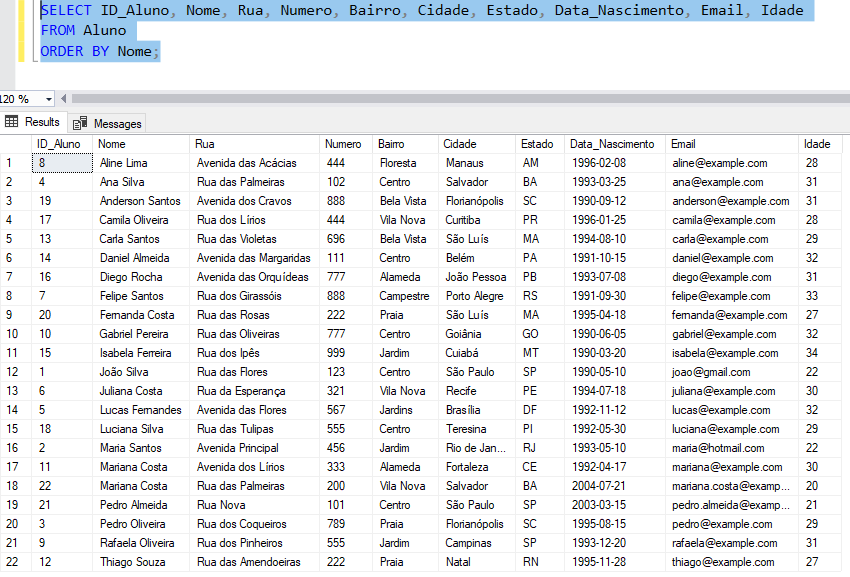 SELECT ID_Aluno, Nome, Rua, Numero, Bairro, Cidade, Estado, Data_Nascimento, Email, Idade
FROM Aluno
ORDER BY Nome;
120 %
Results Messages
ID_Aluno Nome Rua Numero Bairro Cidade Estado Data_Nascimento Email Idade
1 8 Aline Lima Avenida das Acácias 444 Floresta Manaus AM 1996-02-08 aline@example.com 28
2 4 Ana Silva Rua das Palmeiras 102 Centro Salvador BA 1993-03-25 ana@example.com 31
3 19 Anderson Santos Avenida dos Cravos 888 Bela Vista Florianópolis SC 1990-09-12 anderson@example.com 31
4 17 Camila Oliveira Rua dos Lírios 444 Vila Nova Curitiba PR 1996-01-25 camila@example.com 28
5 13 Carla Santos Rua das Violetas 696 Bela Vista São Luís MA 1994-08-10 carla@example.com 29
6 14 Daniel Almeida Avenida das Margaridas 111 Centro Belém PA 1991-10-15 daniel@example.com 32
7 16 Diego Rocha Avenida das Orquídeas 777 Alameda João Pessoa PB 1993-07-08 diego@example.com 31
8 7 Felipe Santos Rua dos Girassóis 888 Campestre Porto Alegre RS 1991-09-30 felipe@example.com 33
9 20 Fernanda Costa Rua das Rosas 222 Praia São Luís MA 1995-04-18 fernanda@example.com 27
10 10 Gabriel Pereira Rua das Oliveiras 777 Centro Goiânia GO 1990-06-05 gabriel@example.com 32
11 15 Isabela Ferreira Rua dos Ipês 999 Jardim Cuiabá MT 1990-03-20 isabela@example.com 34
12 1 João Silva Rua das Flores 123 Centro São Paulo SP 1990-05-10 joao@gmail.com 22
13 6 Juliana Costa Rua da Esperança 321 Vila Nova Recife PE 1994-07-18 juliana@example.com 30
14 5 Lucas Fernandes Avenida das Flores 567 Jardins Brasília DF 1992-11-12 lucas@example.com 32
15 18 Luciana Silva Rua das Tulipas 555 Centro Teresina PI 1992-05-30 luciana@example.com 29
16 2 Maria Santos Avenida Principal 456 Jardim Rio de Jan... RJ 1993-05-10 maria@hotmail.com 22
17 11 Mariana Costa Avenida dos Lírios 333 Alameda Fortaleza CE 1992-04-17 mariana@example.com 30
18 22 Mariana Costa Rua das Palmeiras 200 Vila Nova Salvador BA 2004-07-21 mariana.costa@examp... 20
19 21 Pedro Almeida Rua Nova 101 Centro São Paulo SP 2003-03-15 pedro.almeida@examp... 21
20 3 Pedro Oliveira Rua dos Coqueiros 789 Praia Florianópolis SC 1995-08-15 pedro@example.com 29
21 9 Rafaela Oliveira Rua dos Pinheiros 555 Jardim Campinas SP 1993-12-20 rafaela@example.com 31
22 12 Thiago Souza Rua das Amendoeiras 222 Praia Natal RN 1995-11-28 thiago@example.com 27